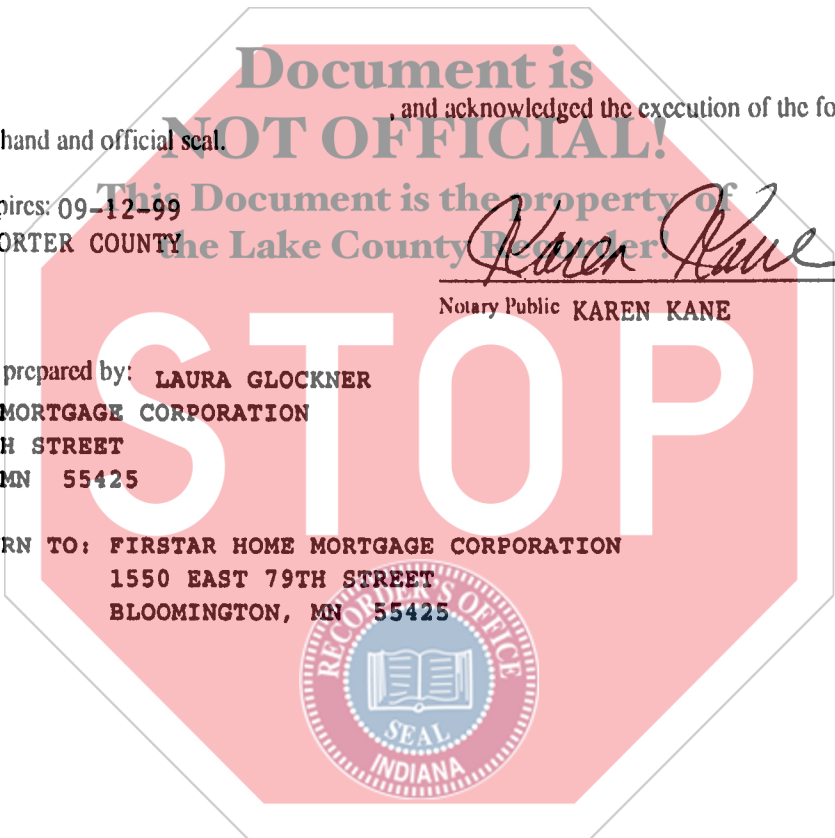 Document is
, and acknowledged the execution of the fo
NOT OFFICIAL!
hand and official seal.
This Document is the property of
pires: 09-12-99
the Lake County Recorder!
ORTER COUNTY
Karen Kane
Notary Public KAREN KANE
STOP
prepared by: LAURA GLOCKNER
MORTGAGE CORPORATION
H STREET
MN 55425
RN TO: FIRSTAR HOME MORTGAGE CORPORATION
1550 EAST 79TH STREET
BLOOMINGTON, MN 55425
RECORDER'S OFFICE
SEAL
INDIANA